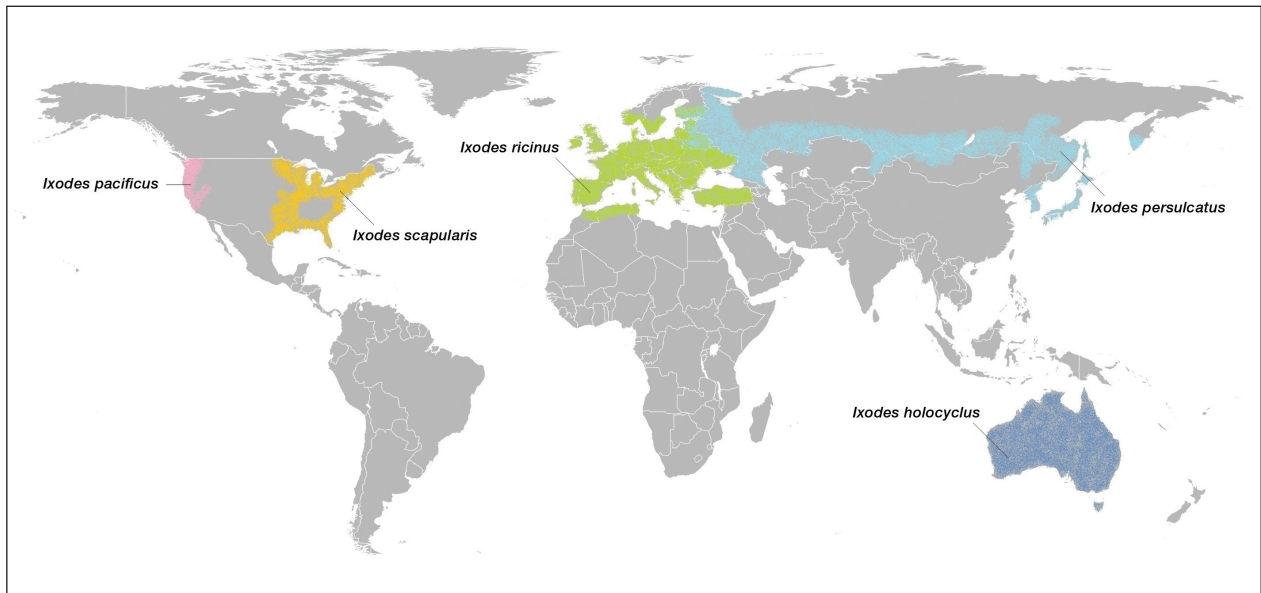 Ixodes ricinus
Ixodes pacificus
Ixodes persulcatus
Ixodes scapularis
Ixodes holocyclus